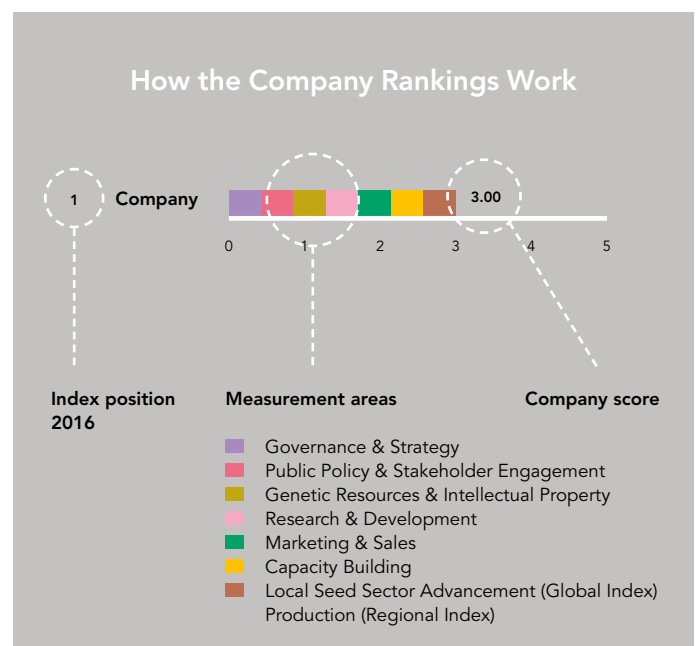 How the Company Rankings Work
1 Company 3.00
0 1 2 3 4 5
Index position
2016
Measurement areas
Governance & Strategy
Public Policy & Stakeholder Engagement
Genetic Resources & Intellectual Property
Research & Development
Marketing & Sales
Capacity Building
Local Seed Sector Advancement (Global Index)
Production (Regional Index)
Company score